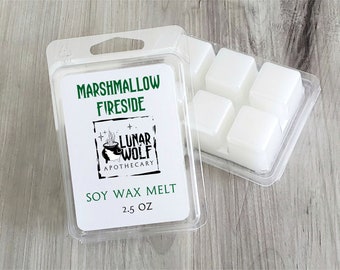 MARSHMALLOW
FIRESIDE
LUNAR
WOLF
APOTHECARY
SOY WAX MELT
2.5 OZ